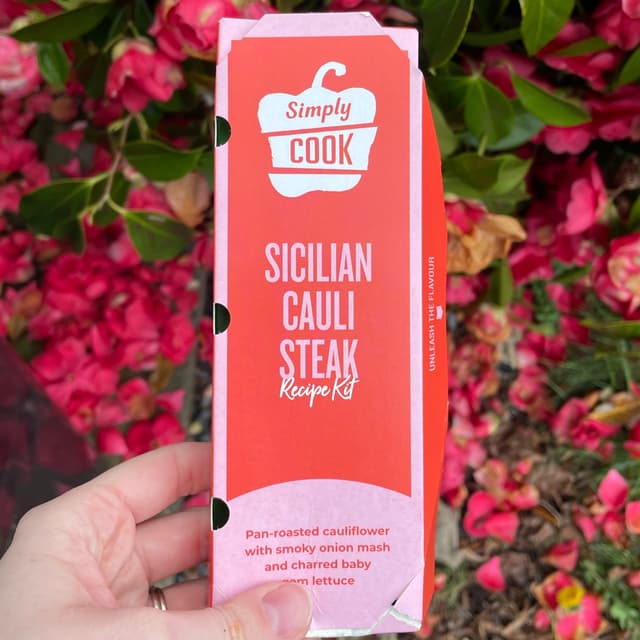 Simply
COOK
SICILIAN
CAULI
STEAK
Recipe Kit
UNLEASH THE FLAVOUR
Pan-roasted cauliflower
with smoky onion mash
and charred baby
gem lettuce